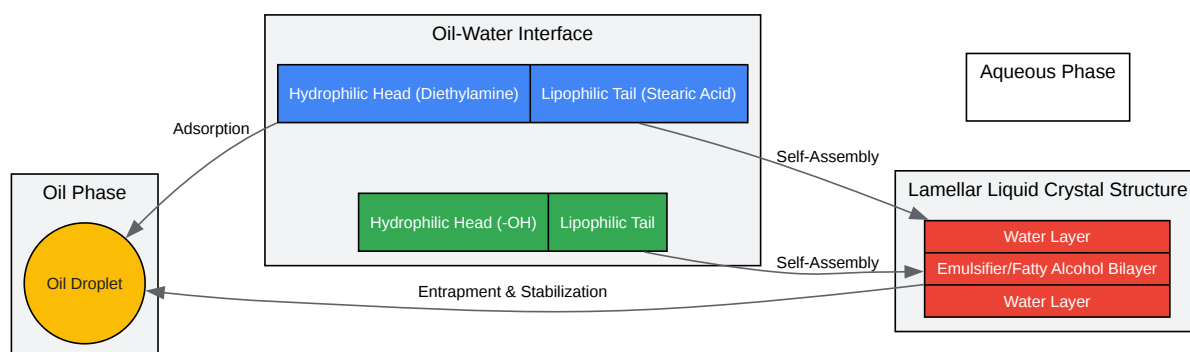 Oil-Water Interface
Hydrophilic Head (Diethylamine)
Lipophilic Tail (Stearic Acid)
Aqueous Phase
Adsorption
Self-Assembly
Oil Phase
Lamellar Liquid Crystal Structure
Hydrophilic Head (-OH)
Lipophilic Tail
Water Layer
Self-Assembly
Emulsifier/Fatty Alcohol Bilayer
Oil Droplet
Entrapment & Stabilization
Water Layer